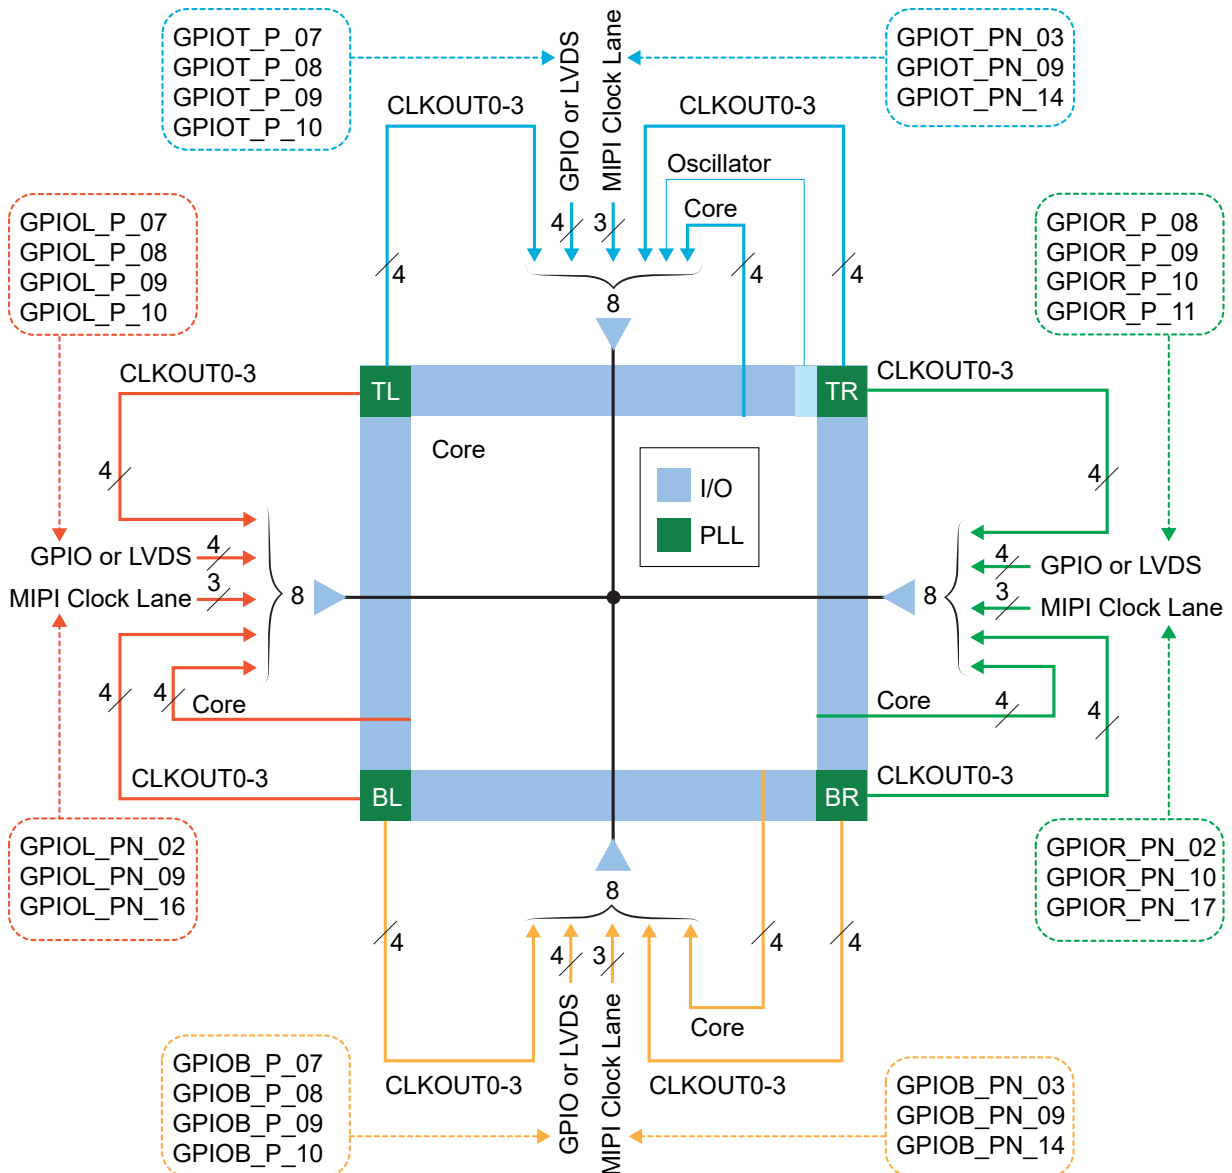 GPIOT_P_07
GPIOT_P_08
GPIOT_P_09
GPIOT_P_10
GPIO or LVDS
MIPI Clock Lane
GPIOT_PN_03
GPIOT_PN_09
GPIOT_PN_14
CLKOUT0-3
CLKOUT0-3
Oscillator
Core
4
3
4
4
4
8
GPIOL_P_07
GPIOL_P_08
GPIOL_P_09
GPIOL_P_10
GPIOR_P_08
GPIOR_P_09
GPIOR_P_10
GPIOR_P_11
CLKOUT0-3
TL
TR
CLKOUT0-3
Core
I/O
PLL
4
4
GPIO or LVDS
4
MIPI Clock Lane
3
8
8
4
GPIO or LVDS
3
MIPI Clock Lane
4
4
Core
Core
4
4
CLKOUT0-3
BL
BR
CLKOUT0-3
GPIOL_PN_02
GPIOL_PN_09
GPIOL_PN_16
GPIOR_PN_02
GPIOR_PN_10
GPIOR_PN_17
8
4
4
3
4
4
Core
CLKOUT0-3
GPIO or LVDS
MIPI Clock Lane
CLKOUT0-3
GPIOB_P_07
GPIOB_P_08
GPIOB_P_09
GPIOB_P_10
GPIOB_PN_03
GPIOB_PN_09
GPIOB_PN_14